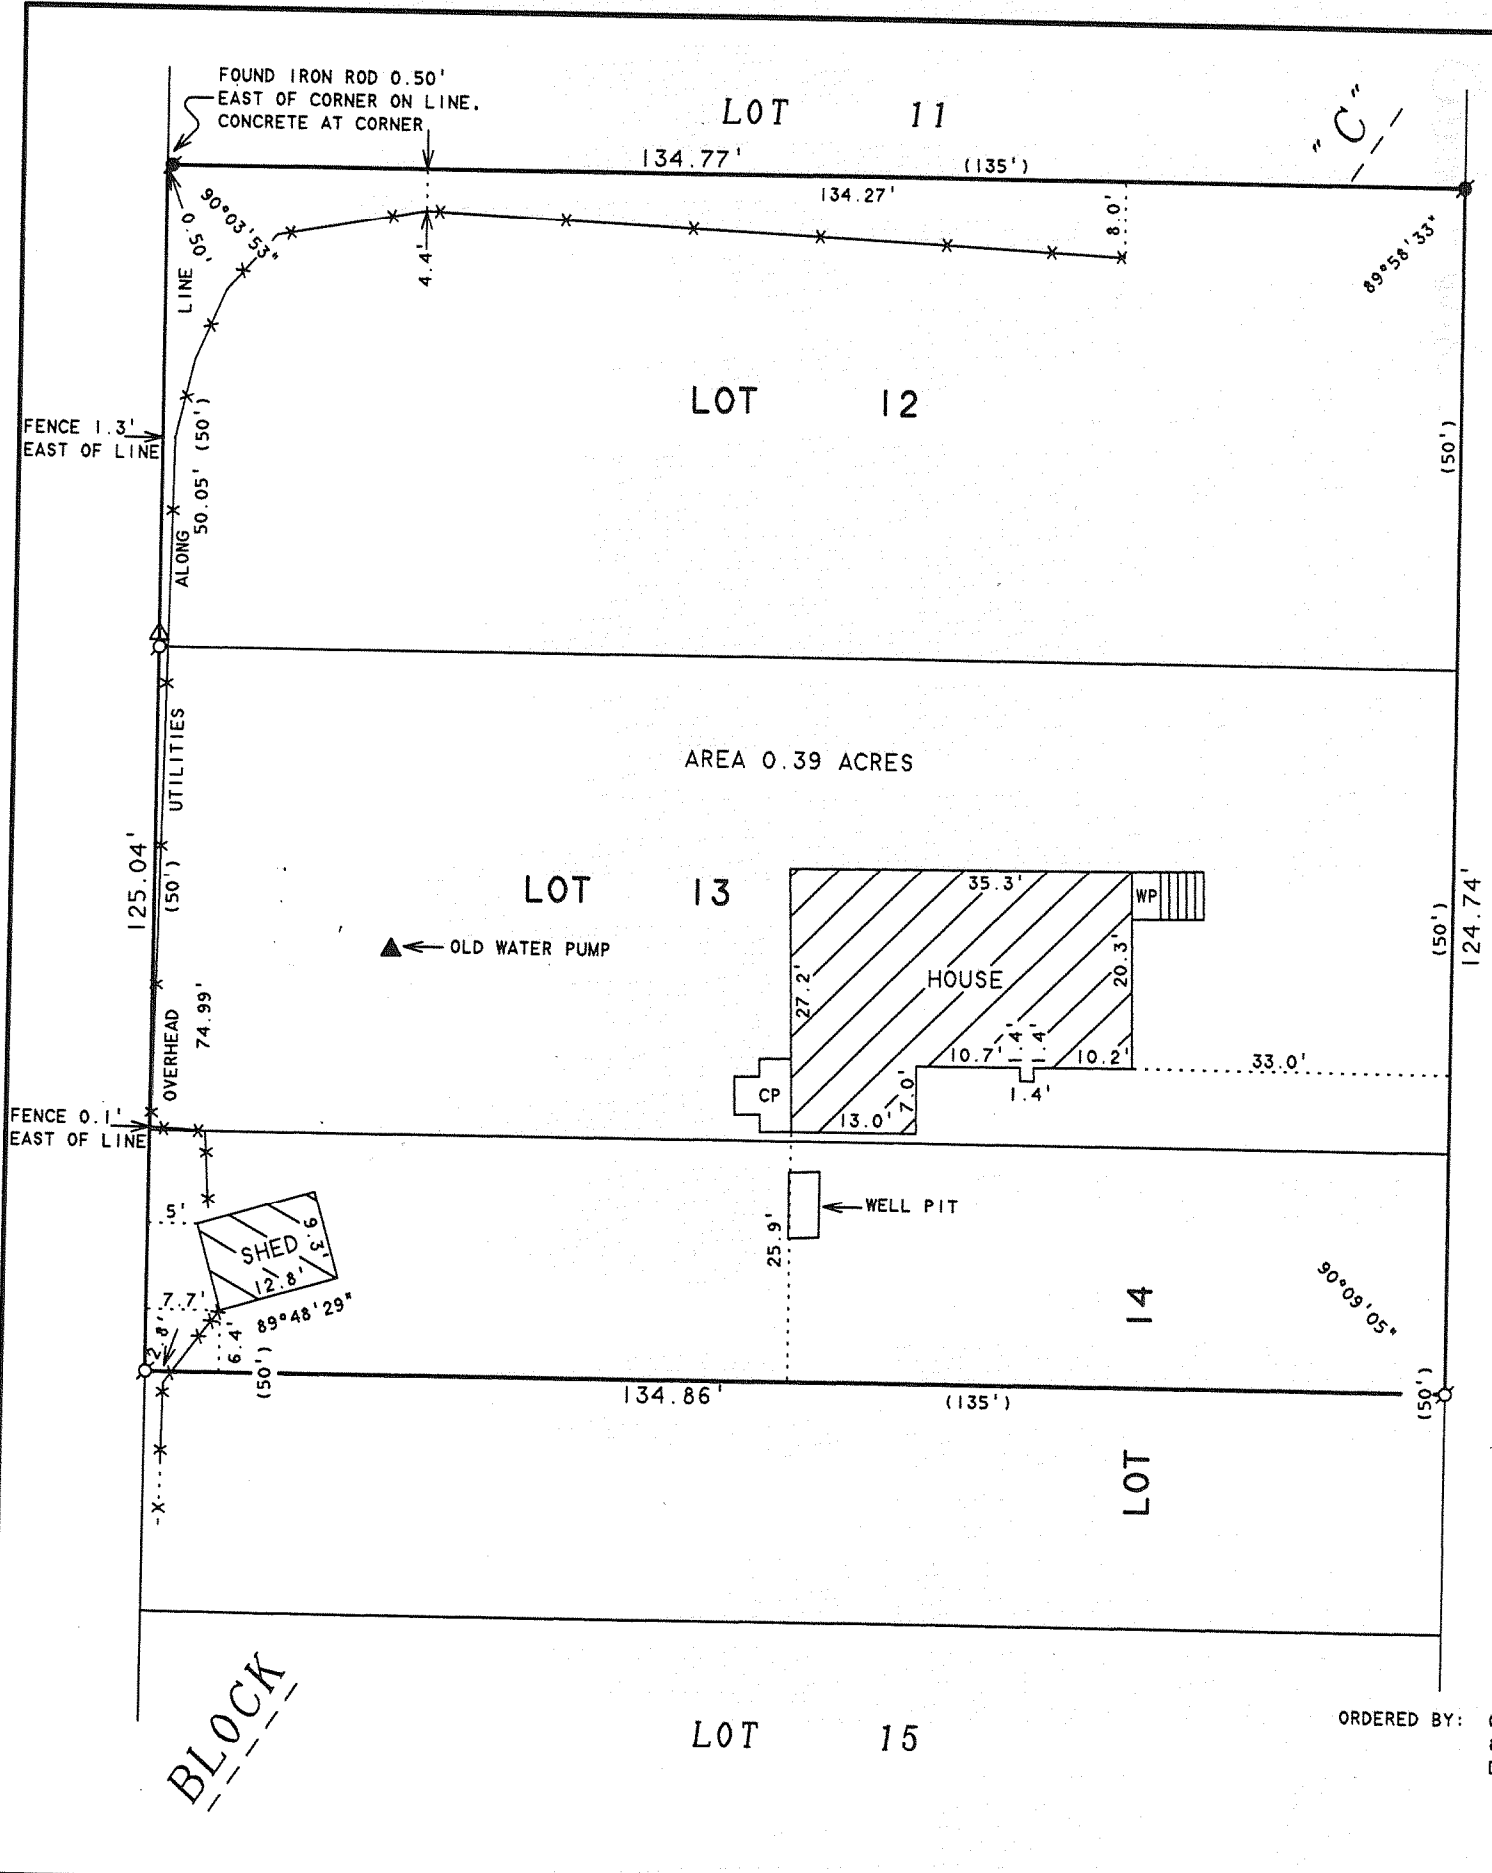 FOUND IRON ROD 0.50'
EAST OF CORNER ON LINE.
CONCRETE AT CORNER
LOT 11
"C"
134.77'
(135')
134.27'
90°03'53"
0.50'
4.4'
8.0'
89°58'33"
LINE
LOT 12
FENCE 1.3'
EAST OF LINE
50.05' (50')
(50')
ALONG
UTILITIES
AREA 0.39 ACRES
125.04'
(50')
LOT 13
35.3'
WP
OLD WATER PUMP
(50')
124.74'
27.2'
HOUSE
20.3'
74.99'
OVERHEAD
10.7'
1.4'
1.4'
10.2'
33.0'
CP
7.0'
1.4'
13.0'
FENCE 0.1'
EAST OF LINE
5'
SHED
9.3'
12.8'
WELL PIT
25.9'
7.7'
89°48'29"
2.8'
6.4'
(50')
14
90°09'05"
134.86'
(135')
(50')
LOT
BLOCK
LOT 15
ORDERED BY: